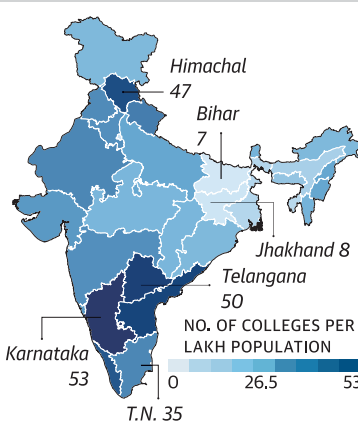 Himachal
47
Bihar
7
Jhakhand 8
Telangana
50
NO. OF COLLEGES PER
LAKH POPULATION
Karnataka
53
0 26.5 53
T.N. 35